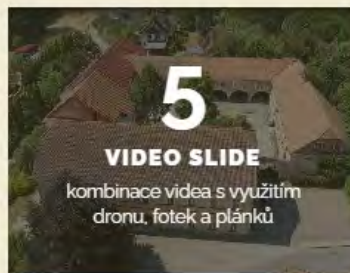 5
VIDEO SLIDE
kombinace videa s využitím
dronu, fotek a plánků